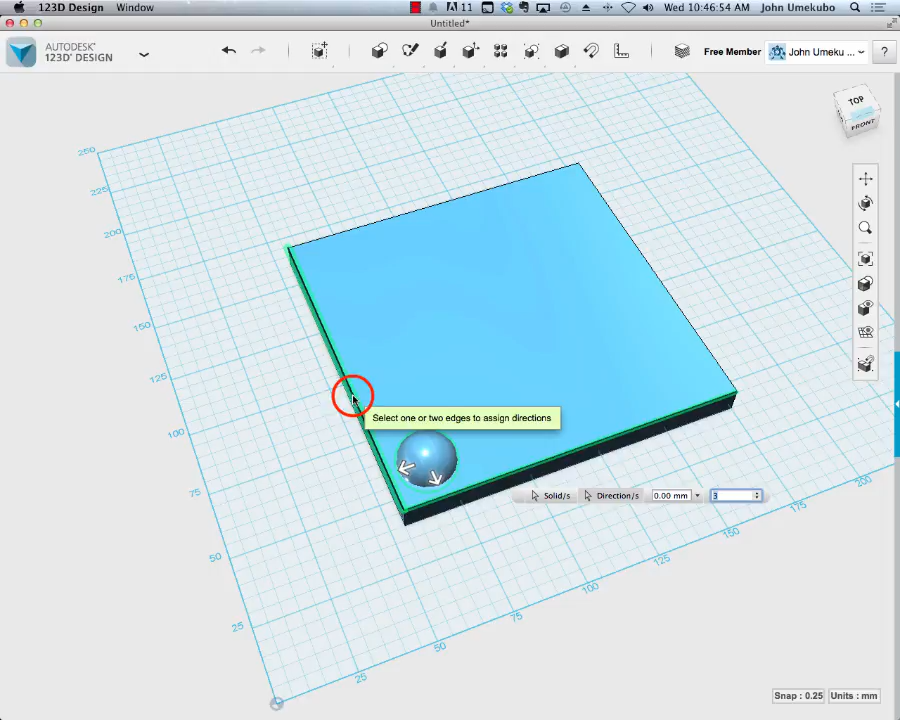 123D Design Window
11 Wed 10:46:54 AM John Umekubo
Untitled*
AUTODESK®
123D® DESIGN
Free Member John Umeku ... ?
TOP
FRONT
250
225
200
175
150
125
100
75
50
25
25
50
75
100
125
150
175
200
Select one or two edges to assign directions
Solid/s Direction/s 0.00 mm 3
Snap : 0.25 Units : mm